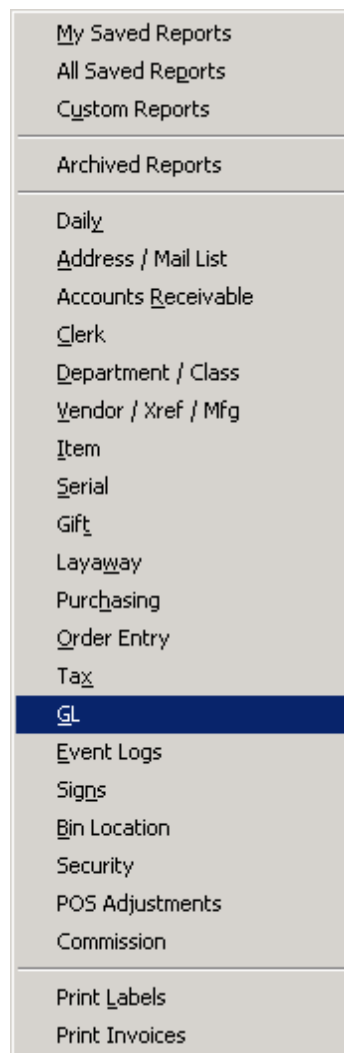 My Saved Reports
All Saved Reports
Custom Reports
Archived Reports
Daily
Address / Mail List
Accounts Receivable
Clerk
Department / Class
Vendor / Xref / Mfg
Item
Serial
Gift
Layaway
Purchasing
Order Entry
Tax
GL
Event Logs
Signs
Bin Location
Security
POS Adjustments
Commission
Print Labels
Print Invoices